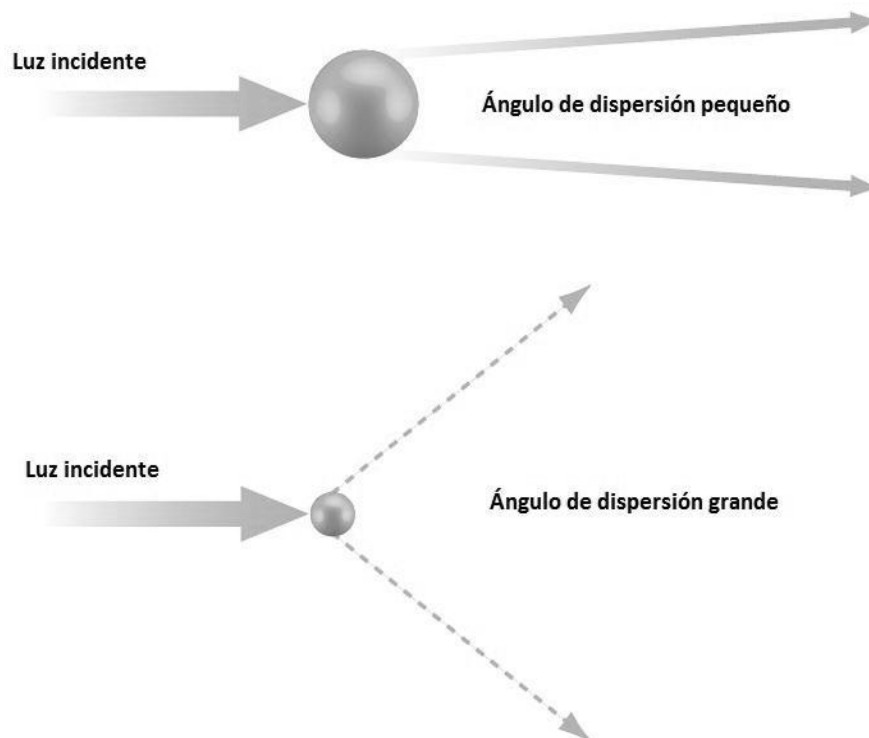 Luz incidente
Ángulo de dispersión pequeño
Luz incidente
Ángulo de dispersión grande